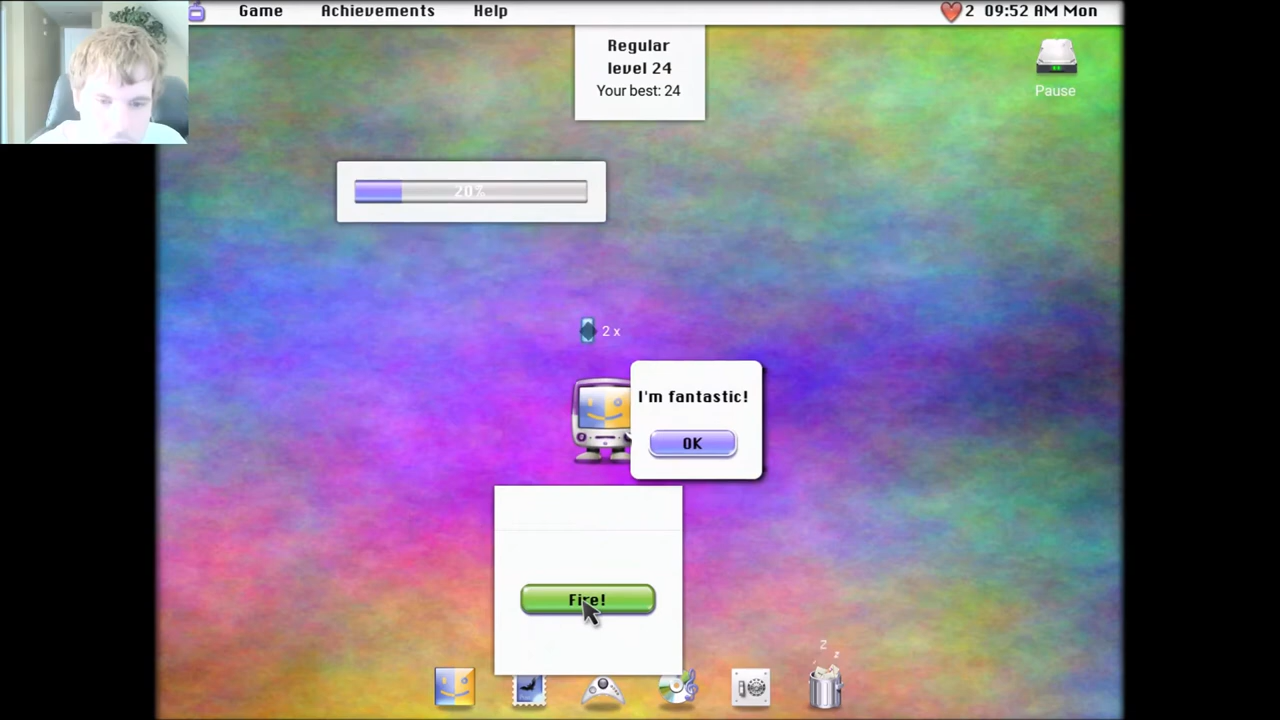 Game Achievements Help
2 09:52 AM Mon
Regular
level 24
Your best: 24
Pause
20%
2 x
I'm fantastic!
OK
Fire!
z
z